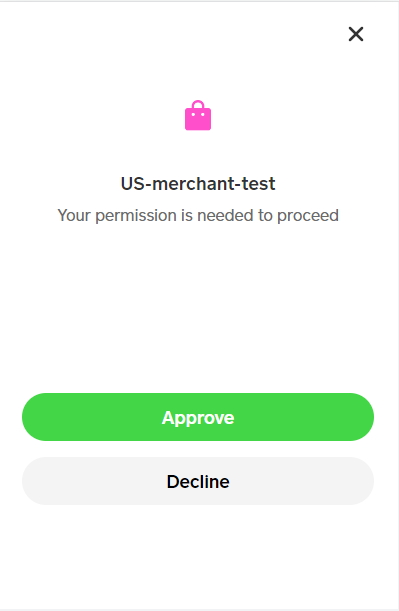 US-merchant-test
Your permission is needed to proceed
Approve
Decline